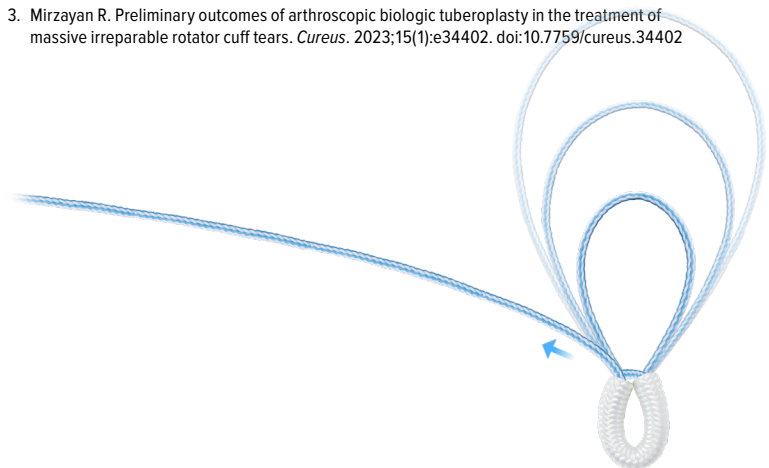 3. Mirzayan R. Preliminary outcomes of arthroscopic biologic tuberoplasty in the treatment of
massive irreparable rotator cuff tears. Cureus. 2023;15(1):e34402. doi:10.7759/cureus.34402